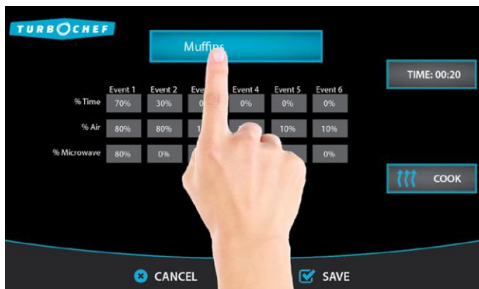 TURBOCHEF
TIME: 00:20
Event 1 Event 2 Event 4 Event 5 Event 6
% Time 70% 30% 0% 0% 0%
% Air 80% 80% 10% 10%
% Microwave 80% 0% 0%
COOK
CANCEL SAVE